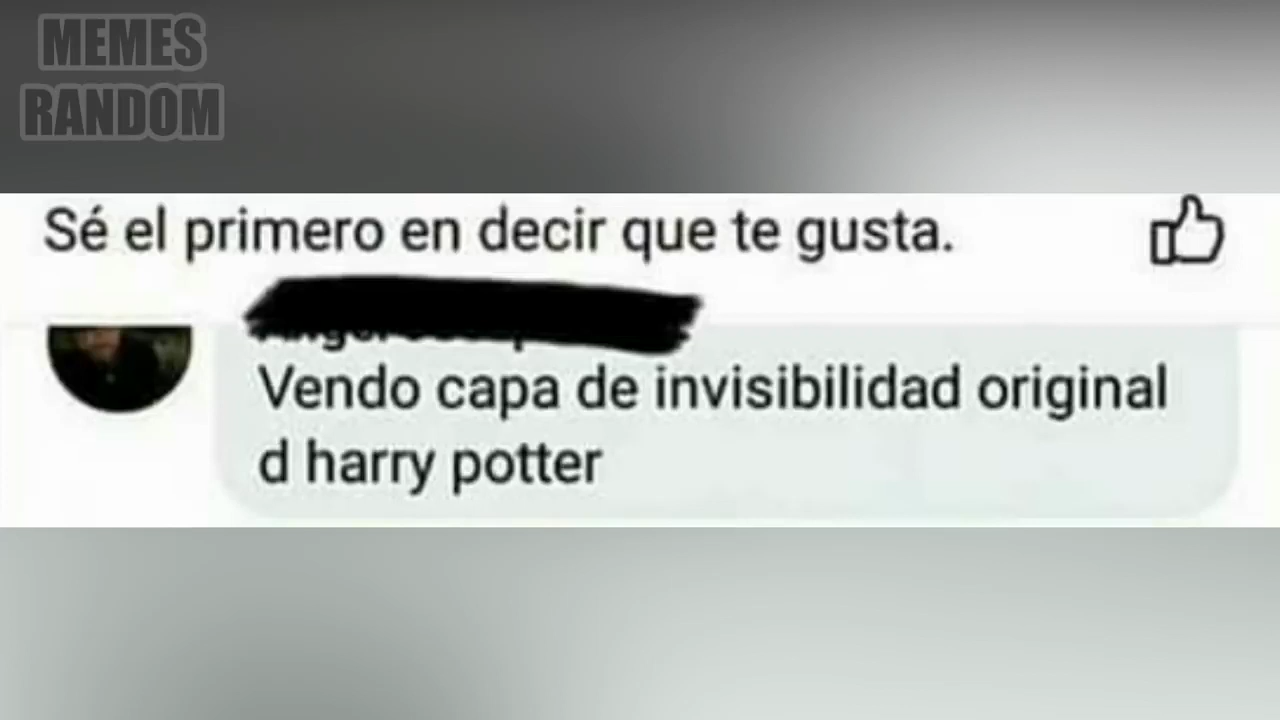 MEMES
RANDOM
Sé el primero en decir que te gusta.
Vendo capa de invisibilidad original
d harry potter